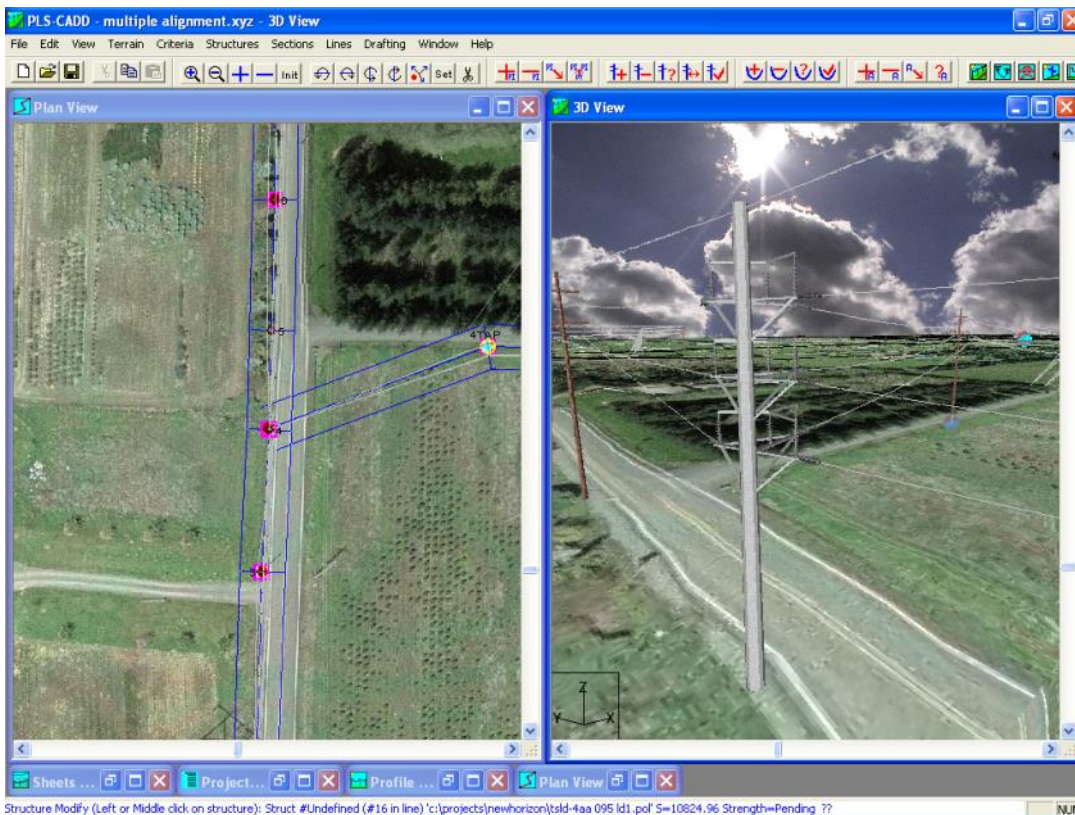 PLS-CADD - multiple alignment.xyz - 3D View
File Edit View Terrain Criteria Structures Sections Lines Drafting Window Help
Init Set
Plan View
3D View
5
4TAP
4
Z
Y X
Sheets ... Project... Profile ... Plan View
Structure Modify (Left or Middle click on structure): Struct #Undefined (#16 in line) 'c:\projects\newhorizon\tsld-4aa 095 ld1.pol' S=10824.96 Strength=Pending ?? NUM